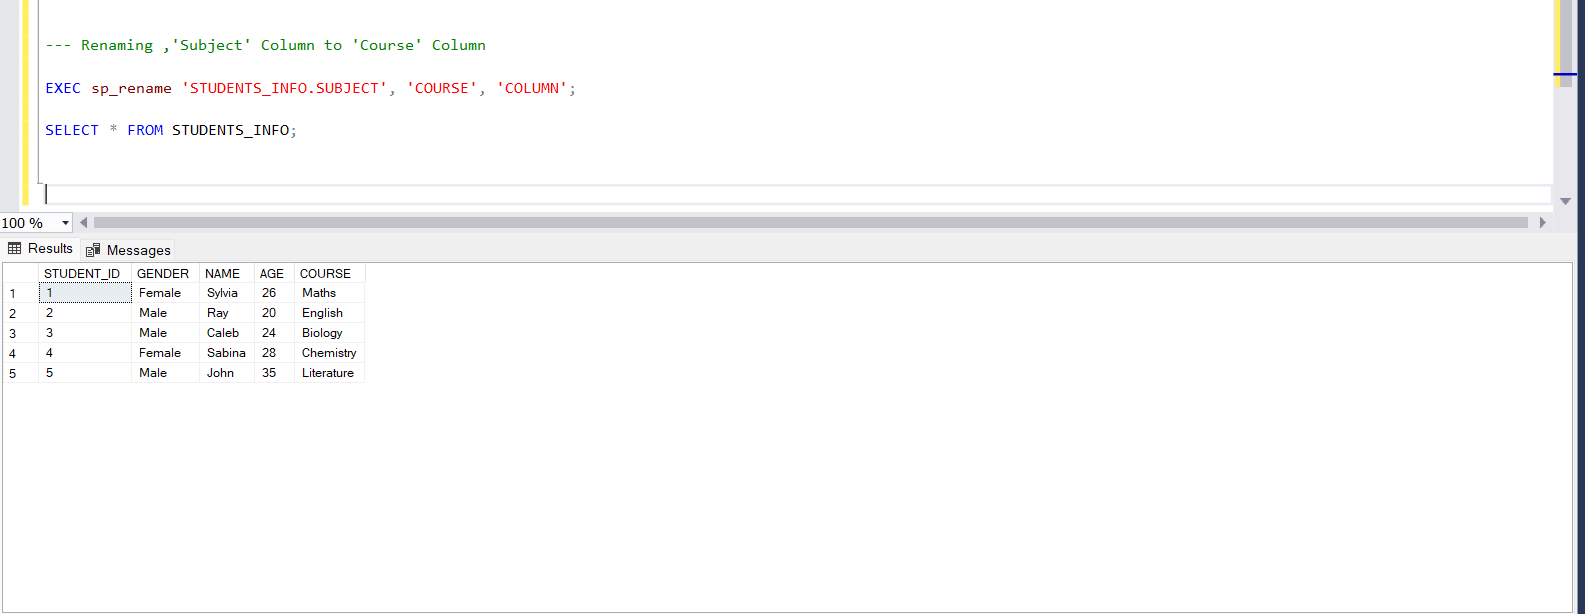 --- Renaming ,'Subject' Column to 'Course' Column
EXEC sp_rename 'STUDENTS_INFO.SUBJECT', 'COURSE', 'COLUMN';
SELECT * FROM STUDENTS_INFO;
100 %
Results Messages
STUDENT_ID GENDER NAME AGE COURSE
1 1 Female Sylvia 26 Maths
2 2 Male Ray 20 English
3 3 Male Caleb 24 Biology
4 4 Female Sabina 28 Chemistry
5 5 Male John 35 Literature